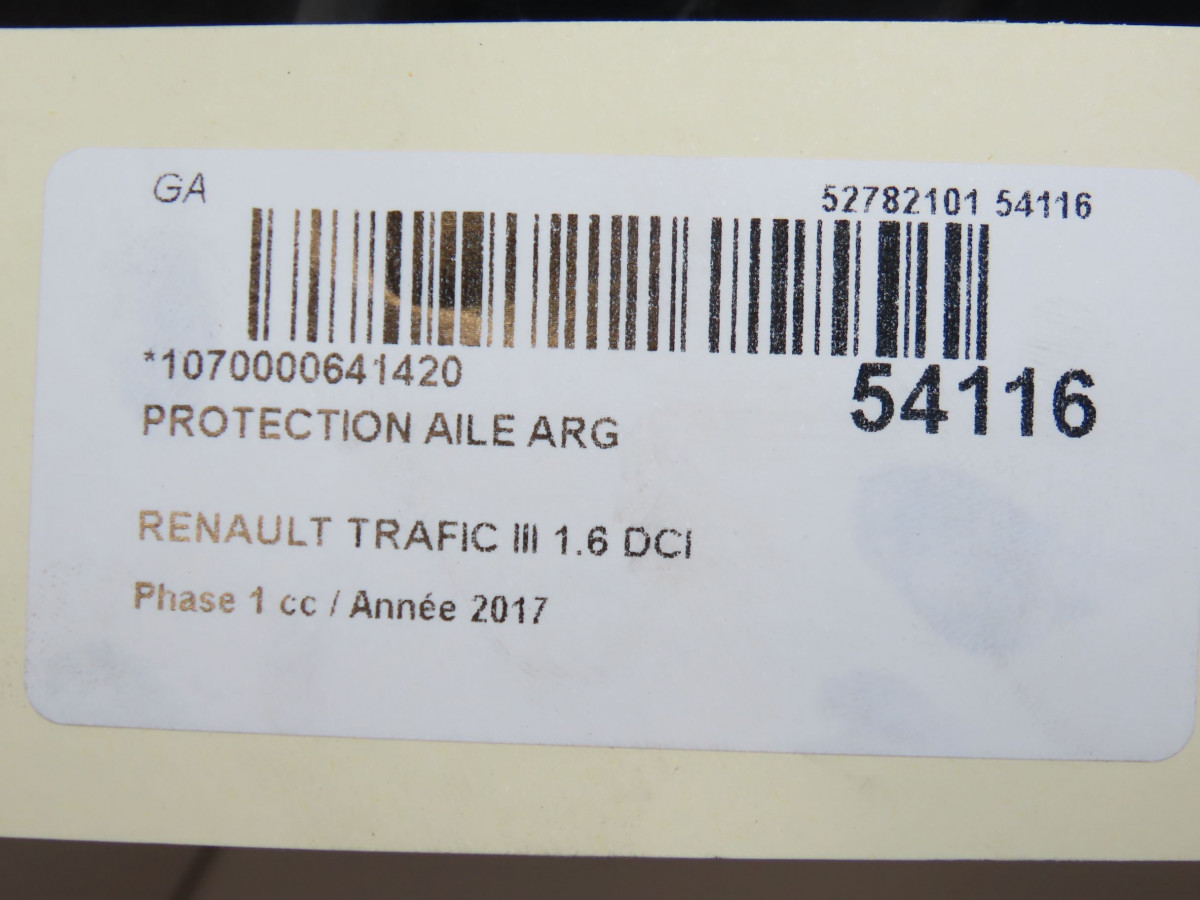 GA
52782101 54116
*1070000641420
54116
PROTECTION AILE ARG
RENAULT TRAFIC III 1.6 DCI
Phase 1 cc / Année 2017